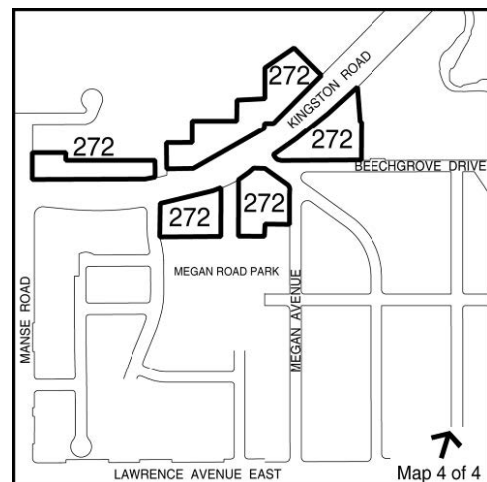 272
KINGSTON ROAD
272
272
BEECHGROVE DRIVE
272
272
MEGAN ROAD PARK
MANSE ROAD
MEGAN AVENUE
LAWRENCE AVENUE EAST
Map 4 of 4